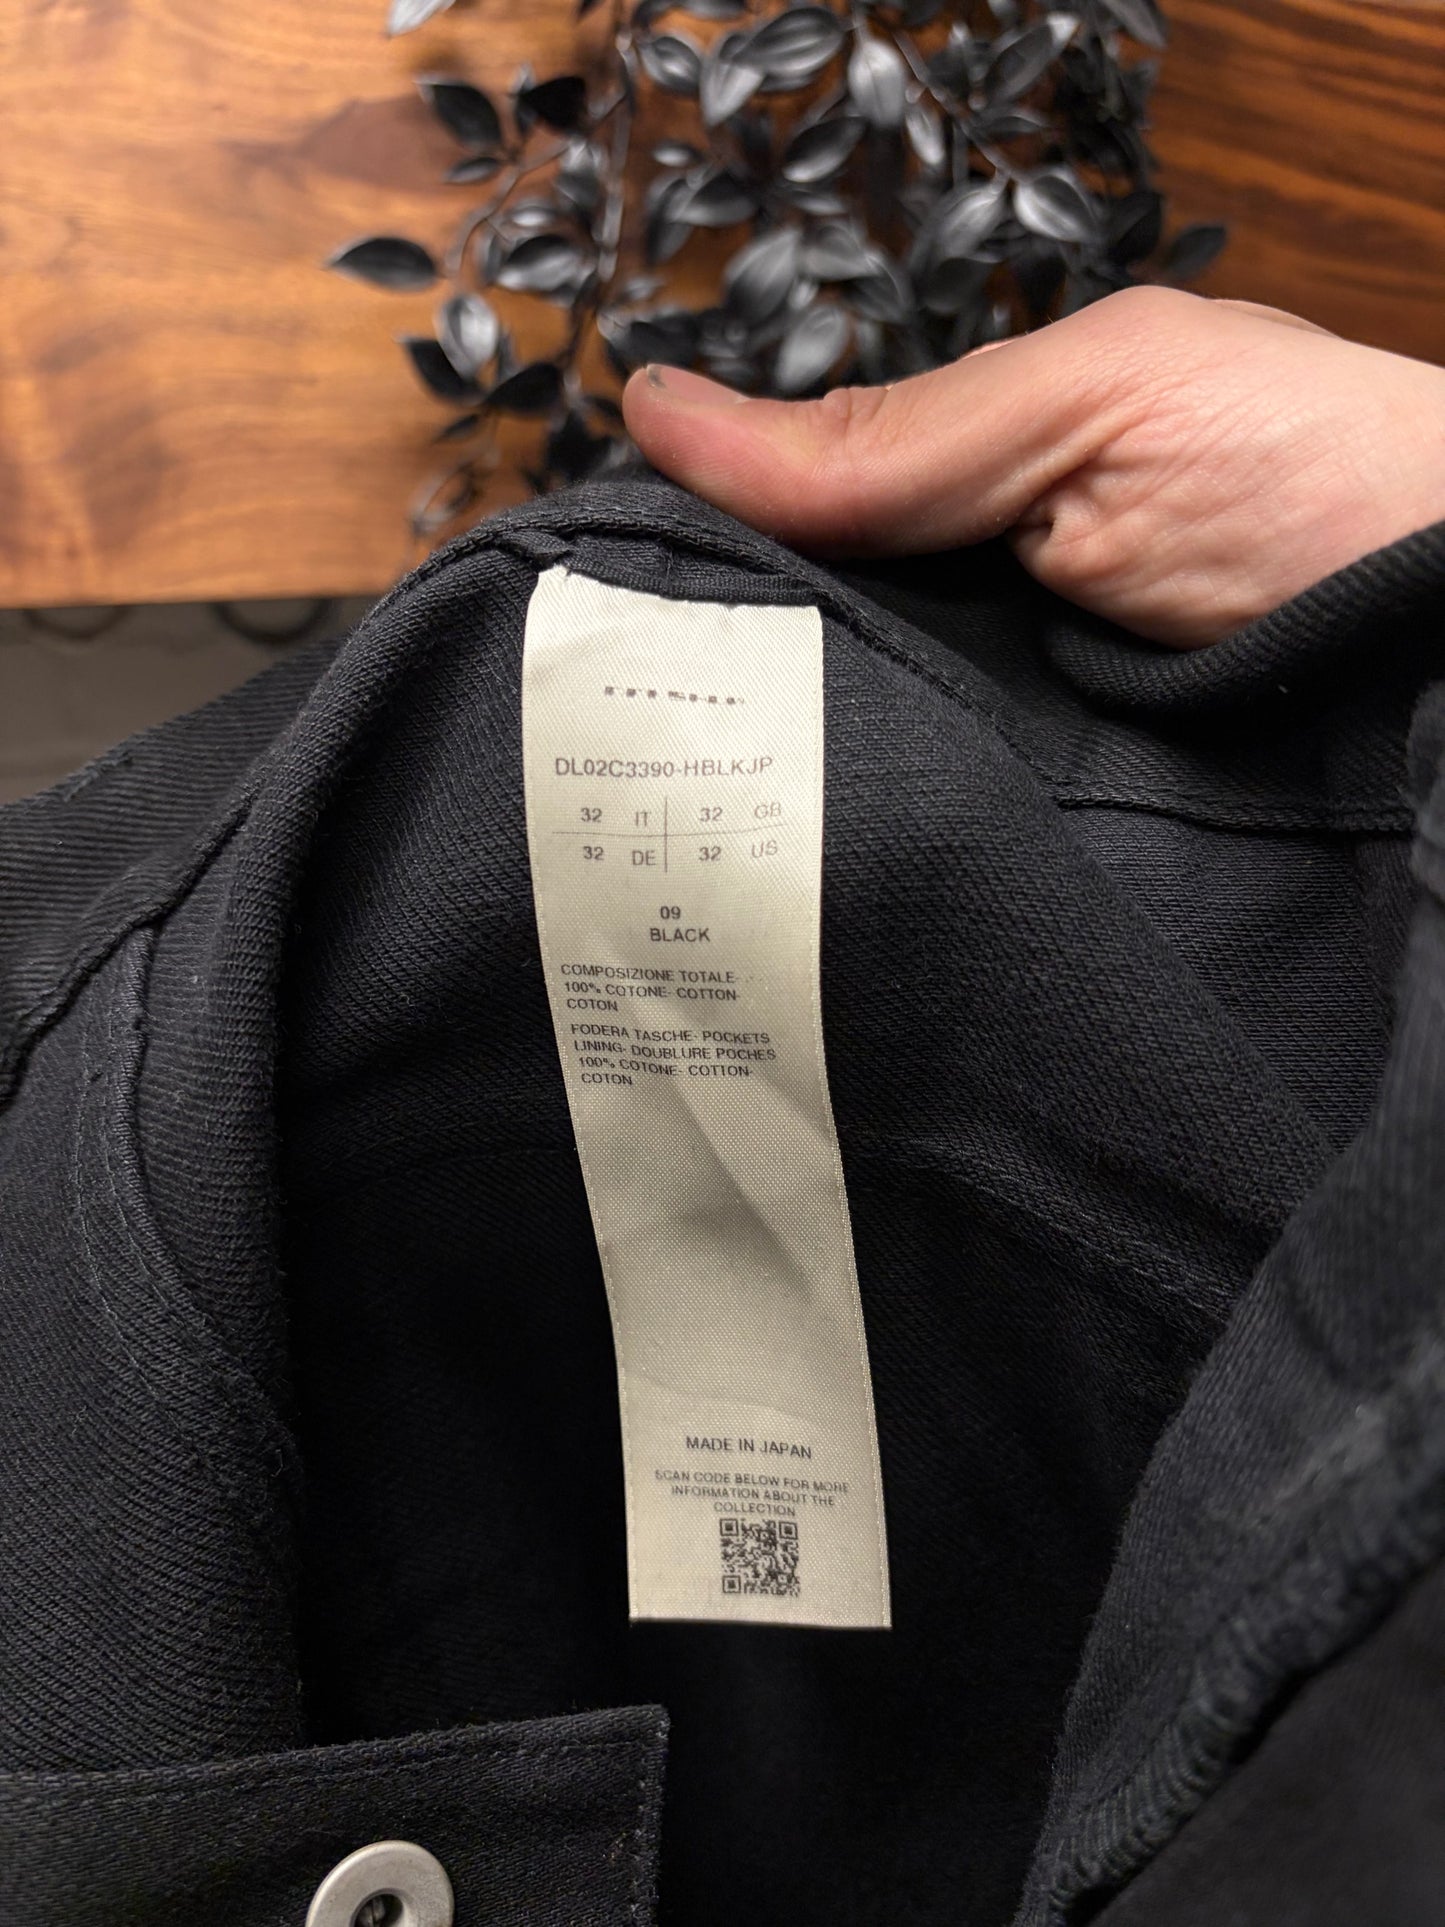 DL02C3390-HBLKJP
32 IT 32 GB
32 DE 32 US
09
BLACK
COMPOSIZIONE TOTALE-
100% COTONE- COTTON-
COTON
FODERA TASCHE- POCKETS
LINING- DOUBLURE POCHES
100% COTONE- COTTON-
COTON
MADE IN JAPAN
SCAN CODE BELOW FOR MORE
INFORMATION ABOUT THE
COLLECTION